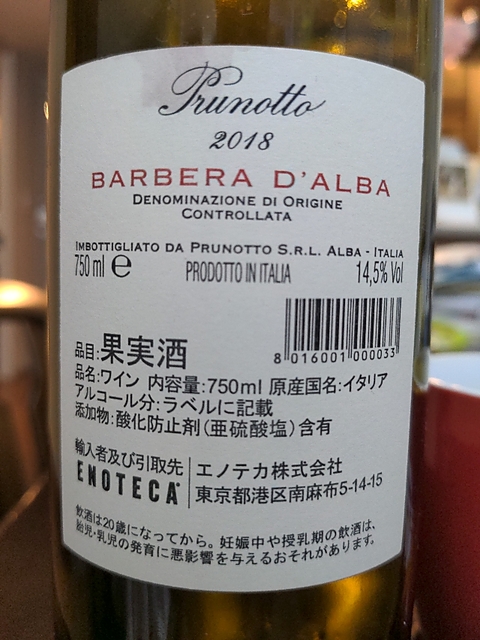 Prunotto
2018
BARBERA D'ALBA
DENOMINAZIONE DI ORIGINE
CONTROLLATA
IMBOTTIGLIATO DA PRUNOTTO S.R.L. ALBA - ITALIA
750 ml ℮ PRODOTTO IN ITALIA 14,5% Vol
8 016001 000033
品目:果実酒
品名:ワイン 内容量:750ml 原産国名:イタリア
アルコール分:ラベルに記載
添加物:酸化防止剤(亜硫酸塩)含有
輸入者及び引取先
ENOTECA
エノテカ株式会社
東京都港区南麻布5-14-15
飲酒は20歳になってから。妊娠中や授乳期の飲酒は、
胎児・乳児の発育に悪影響を与えるおそれがあります。